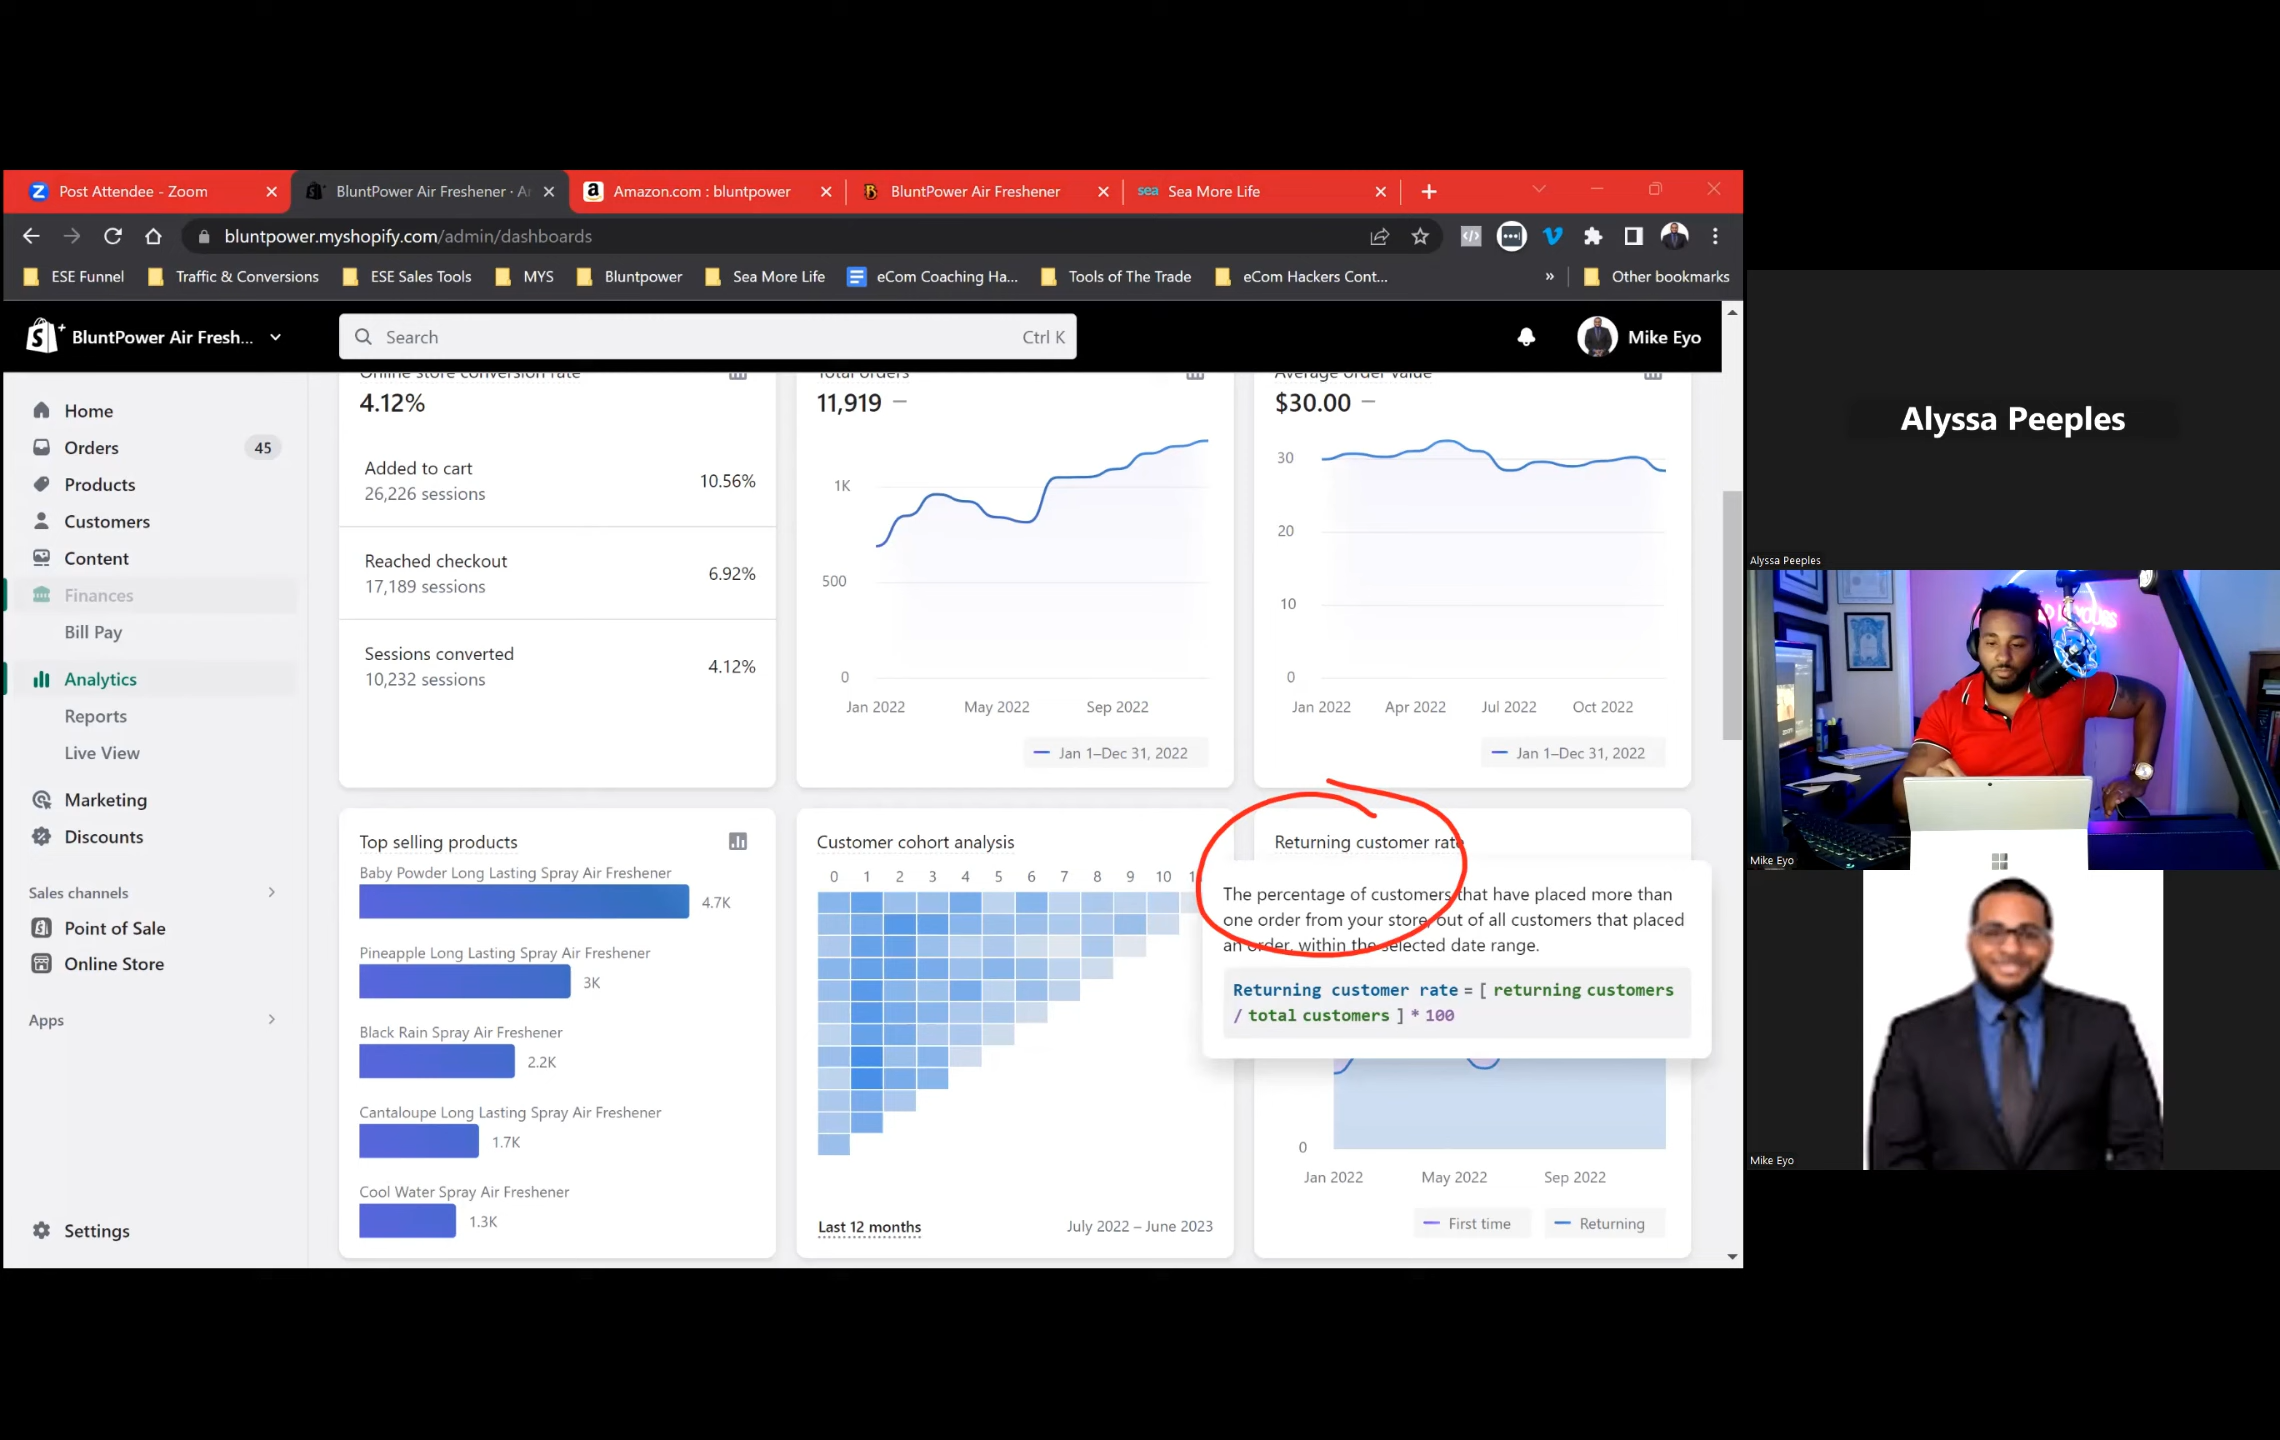 Post Attendee - Zoom
BluntPower Air Freshener · Ar
Amazon.com : bluntpower
BluntPower Air Freshener
sea Sea More Life
bluntpower.myshopify.com/admin/dashboards
ESE Funnel
Traffic & Conversions
ESE Sales Tools
MYS
Bluntpower
Sea More Life
eCom Coaching Ha...
Tools of The Trade
eCom Hackers Cont...
»
Other bookmarks
BluntPower Air Fresh...
Search
Ctrl K
Mike Eyo
Home
Orders
45
Products
Customers
Content
Finances
Bill Pay
Analytics
Reports
Live View
Marketing
Discounts
Sales channels
Point of Sale
Online Store
Apps
Settings
Online store conversion rate
4.12%
Added to cart
26,226 sessions
10.56%
Reached checkout
17,189 sessions
6.92%
Sessions converted
10,232 sessions
4.12%
Total orders
11,919 —
1K
500
0
Jan 2022
May 2022
Sep 2022
Jan 1–Dec 31, 2022
Average order value
$30.00 —
30
20
10
0
Jan 2022
Apr 2022
Jul 2022
Oct 2022
Jan 1–Dec 31, 2022
Top selling products
Baby Powder Long Lasting Spray Air Freshener
4.7K
Pineapple Long Lasting Spray Air Freshener
3K
Black Rain Spray Air Freshener
2.2K
Cantaloupe Long Lasting Spray Air Freshener
1.7K
Cool Water Spray Air Freshener
1.3K
Customer cohort analysis
0 1 2 3 4 5 6 7 8 9 10 1
Last 12 months
July 2022 – June 2023
Returning customer rate
The percentage of customers that have placed more than
one order from your store, out of all customers that placed
an order, within the selected date range.
Returning customer rate = [ returning customers
/ total customers ] * 100
0
Jan 2022
May 2022
Sep 2022
First time
Returning
Alyssa Peeples
Alyssa Peeples
Mike Eyo
Mike Eyo